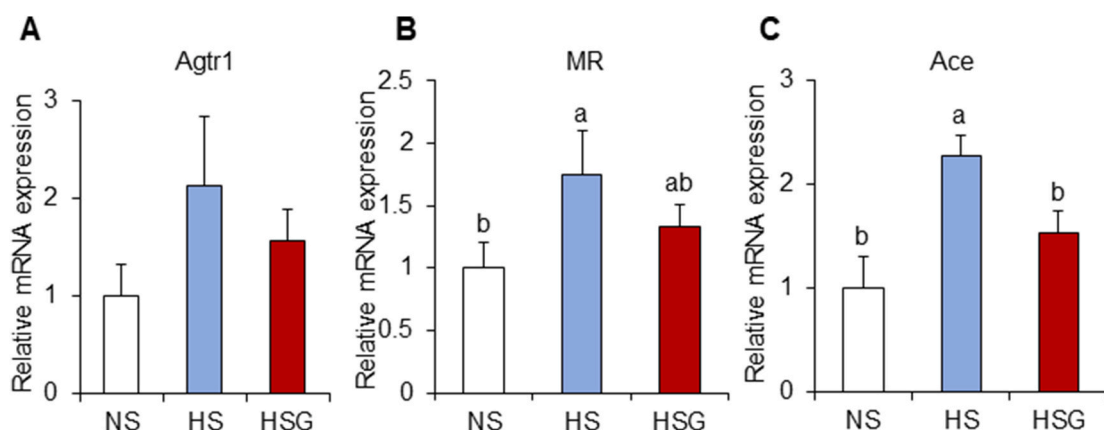 A
Agtr1
Relative mRNA expression
3
2
1
0
NS HS HSG
B
MR
Relative mRNA expression
2.5
2
1.5
1
0.5
0
b
a
ab
NS HS HSG
C
Ace
Relative mRNA expression
3
2
1
0
b
a
b
NS HS HSG